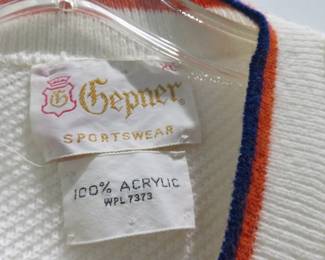 G
Gepner®
SPORTSWEAR
100% ACRYLIC
WPL 7373